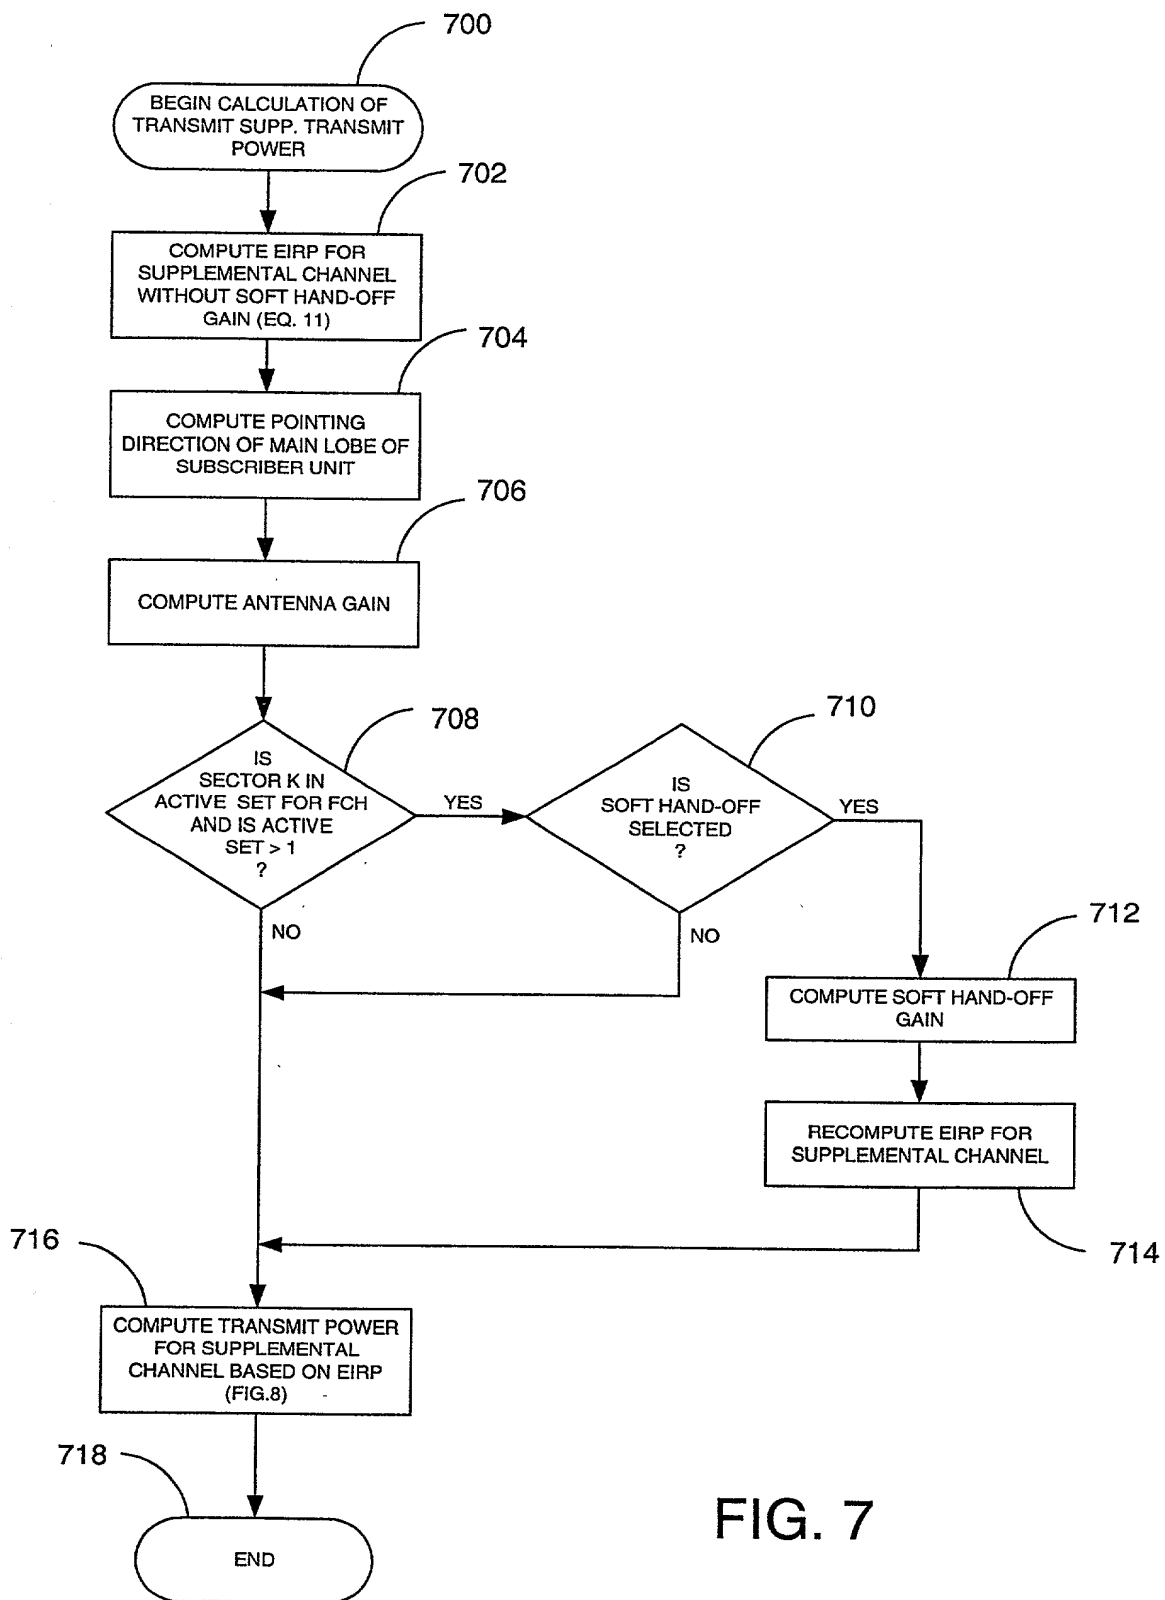 700
BEGIN CALCULATION OF
TRANSMIT SUPP. TRANSMIT
POWER
702
COMPUTE EIRP FOR
SUPPLEMENTAL CHANNEL
WITHOUT SOFT HAND-OFF
GAIN (EQ. 11)
704
COMPUTE POINTING
DIRECTION OF MAIN LOBE OF
SUBSCRIBER UNIT
706
COMPUTE ANTENNA GAIN
708
IS
SECTOR K IN
ACTIVE SET FOR FCH
AND IS ACTIVE
SET > 1
?
YES
NO
710
IS
SOFT HAND-OFF
SELECTED
?
YES
NO
712
COMPUTE SOFT HAND-OFF
GAIN
RECOMPUTE EIRP FOR
SUPPLEMENTAL CHANNEL
714
716
COMPUTE TRANSMIT POWER
FOR SUPPLEMENTAL
CHANNEL BASED ON EIRP
(FIG.8)
718
END
FIG. 7